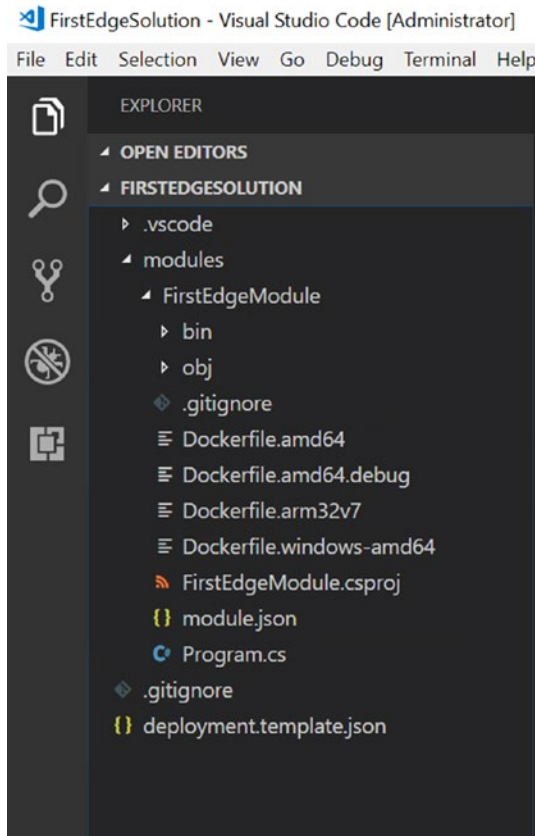 FirstEdgeSolution - Visual Studio Code [Administrator]
File Edit Selection View Go Debug Terminal Help
EXPLORER
OPEN EDITORS
FIRSTEDGESOLUTION
.vscode
modules
FirstEdgeModule
bin
obj
.gitignore
Dockerfile.amd64
Dockerfile.amd64.debug
Dockerfile.arm32v7
Dockerfile.windows-amd64
FirstEdgeModule.csproj
{} module.json
C# Program.cs
.gitignore
{} deployment.template.json